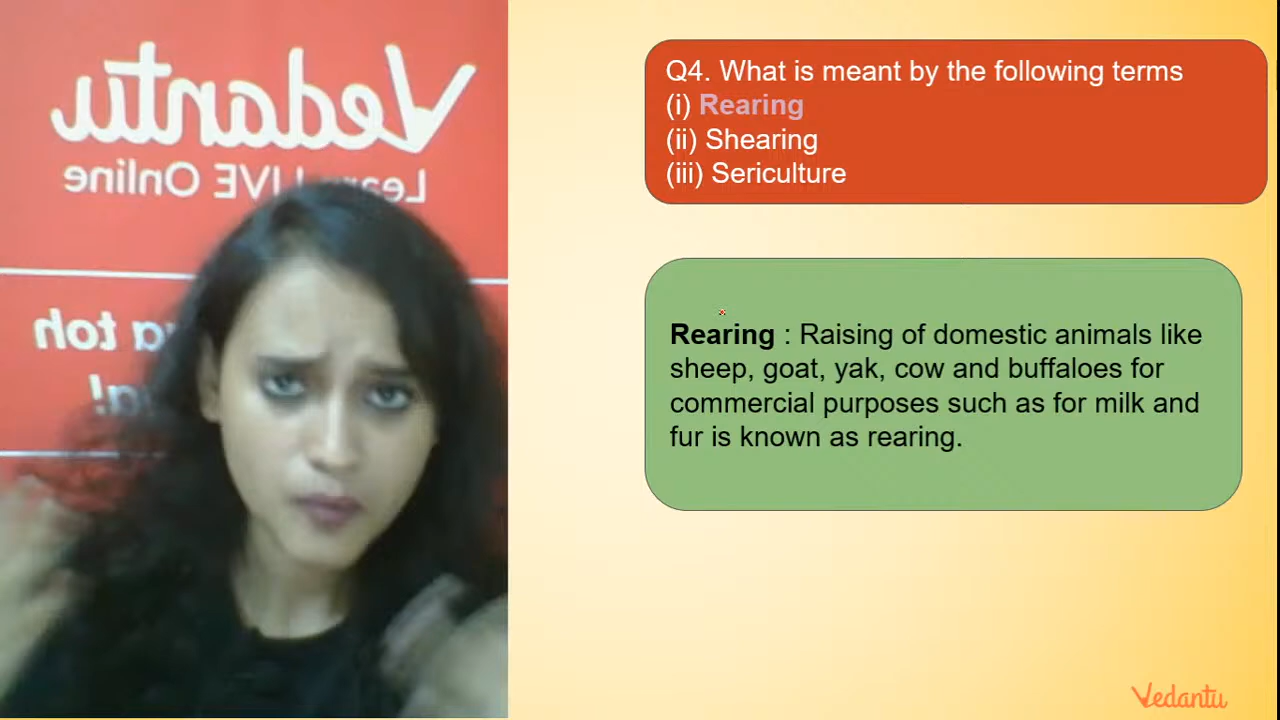 Vedantu
Learn LIVE Online
toh
Q4. What is meant by the following terms
(i) Rearing
(ii) Shearing
(iii) Sericulture
Rearing : Raising of domestic animals like
sheep, goat, yak, cow and buffaloes for
commercial purposes such as for milk and
fur is known as rearing.
Vedantu